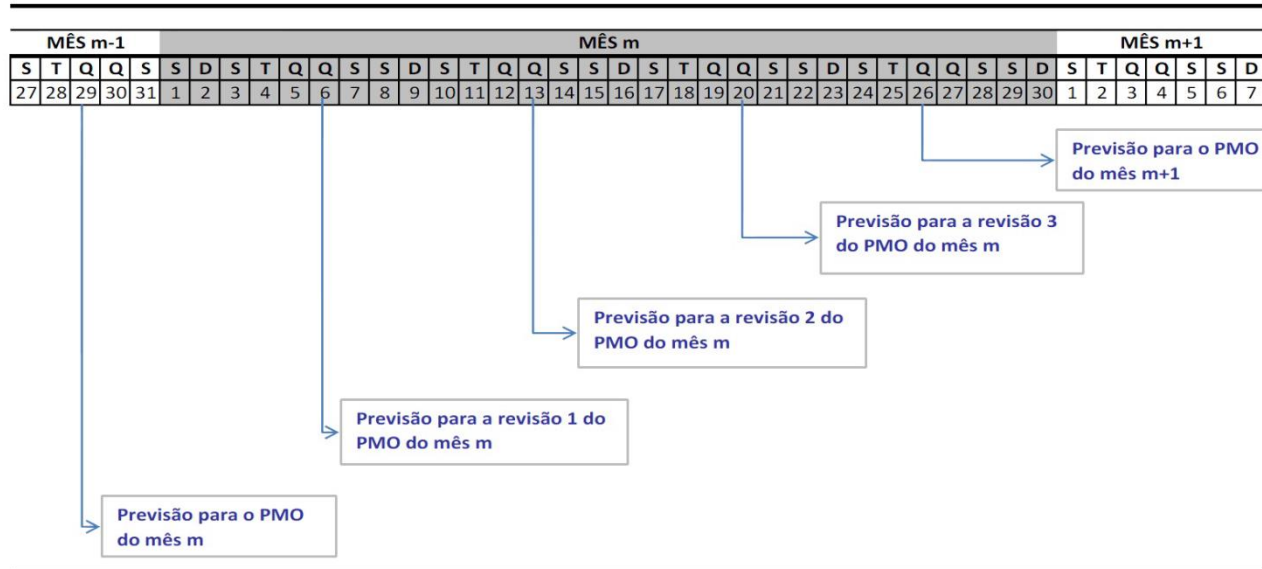 MÊS m-1 MÊS m MÊS m+1
S T Q Q S S D S T Q Q S S D S T Q Q S S D S T Q Q S S D S T Q Q S S D S T Q Q S S D
27 28 29 30 31 1 2 3 4 5 6 7 8 9 10 11 12 13 14 15 16 17 18 19 20 21 22 23 24 25 26 27 28 29 30 1 2 3 4 5 6 7
Previsão para o PMO
do mês m+1
Previsão para a revisão 3
do PMO do mês m
Previsão para a revisão 2 do
PMO do mês m
Previsão para a revisão 1 do
PMO do mês m
Previsão para o PMO
do mês m